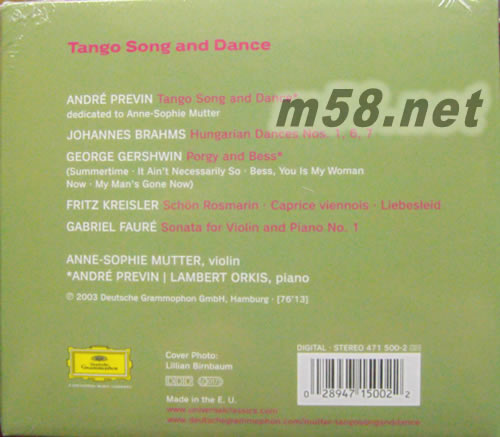 Tango Song and Dance
ANDRÉ PREVIN Tango Song and Dance*
dedicated to Anne-Sophie Mutter
m58.net
JOHANNES BRAHMS Hungarian Dances Nos. 1, 6, 7
GEORGE GERSHWIN Porgy and Bess*
(Summertime · It Ain't Necessarily So · Bess, You Is My Woman
Now · My Man's Gone Now)
FRITZ KREISLER Schön Rosmarin · Caprice viennois · Liebesleid
GABRIEL FAURÉ Sonata for Violin and Piano No. 1
ANNE-SOPHIE MUTTER, violin
*ANDRÉ PREVIN | LAMBERT ORKIS, piano
℗ 2003 Deutsche Grammophon GmbH, Hamburg · [76'13]
Deutsche
Grammophon
Cover Photo:
Lillian Birnbaum
Made in the E. U.
www.universalclassics.com
www.deutschegrammophon.com/mutter-tangosonganddance
DIGITAL · STEREO 471 500-2
0 28947 15002 2